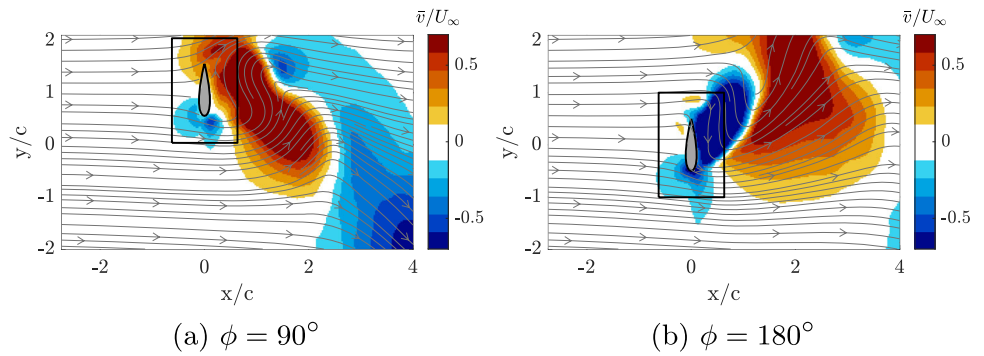 v̄/U∞ v̄/U∞
2 2
0.5 0.5
1 1
y/c 0 0 y/c 0 0
-1 -0.5 -1 -0.5
-2 -2
-2 0 2 4 -2 0 2 4
x/c x/c
(a) ϕ = 90° (b) ϕ = 180°